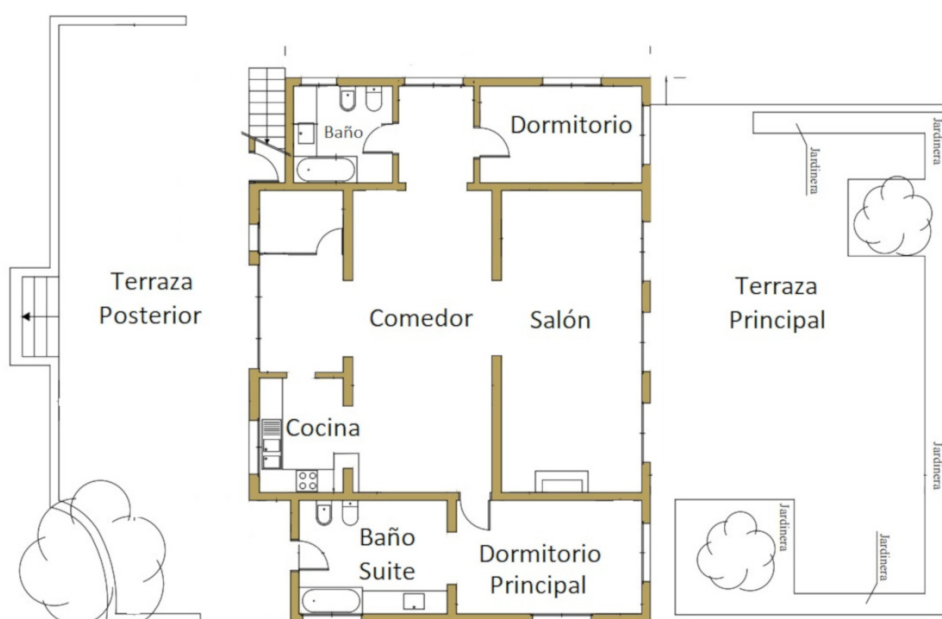 Baño
Dormitorio
Jardinera
Jardinera
Terraza
Posterior
Comedor
Salón
Terraza
Principal
Cocina
Jardinera
Baño
Suite
Dormitorio
Principal
Jardinera
Jardinera